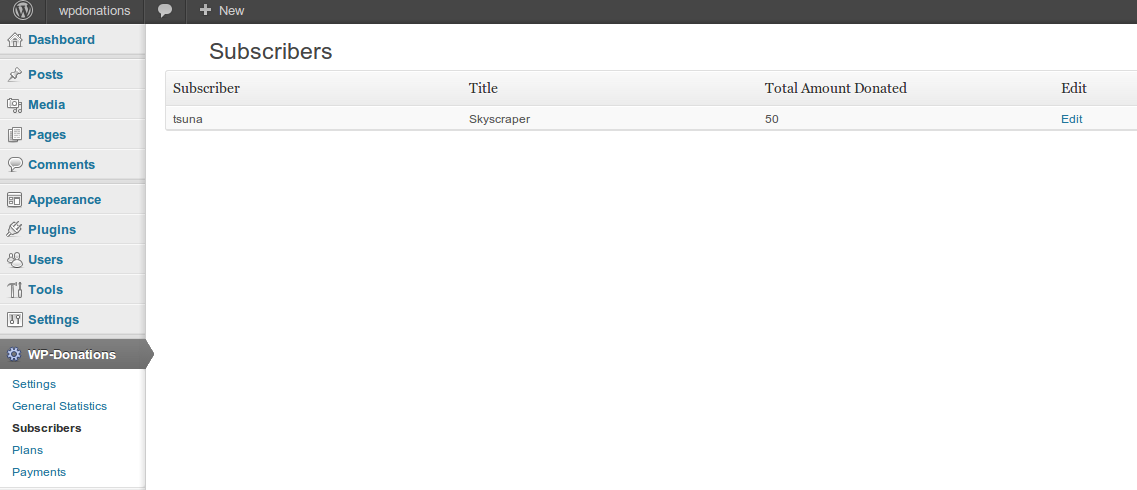 wpdonations New
Dashboard
Posts
Media
Pages
Comments
Appearance
Plugins
Users
Tools
Settings
WP-Donations
Settings
General Statistics
Subscribers
Plans
Payments
Subscribers
Subscriber Title Total Amount Donated Edit
tsuna Skyscraper 50 Edit